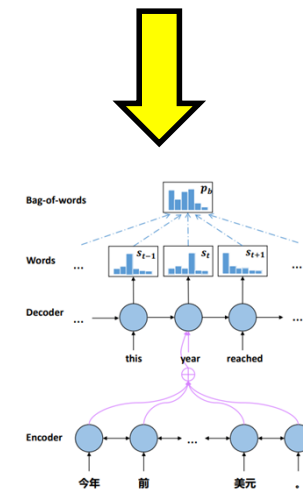 p_b
Bag-of-words
Words ... s_{t-1} s_t s_{t+1} ...
Decoder ... ...
this year reached
Encoder ...
今年 前 美元 .